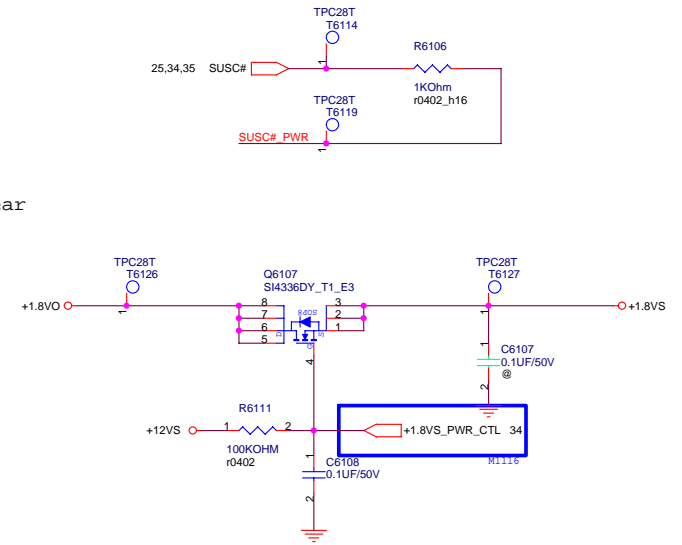 TPC28T
T6114
R6106
25,34,35 SUSC#
1
1KOhm
r0402_h16
TPC28T
T6119
SUSC#_PWR
1
ar
TPC28T
T6126
Q6107
SI4336DY_T1_E3
TPC28T
T6127
+1.8VO
1
8 3
7 2
6 1
5
SOP8
D
S
G
4
1
+1.8VS
1
C6107
0.1UF/50V
@
2
R6111
+12VS 1 2
+1.8VS_PWR_CTL 34
100KOHM
r0402
M1116
1
C6108
0.1UF/50V
2